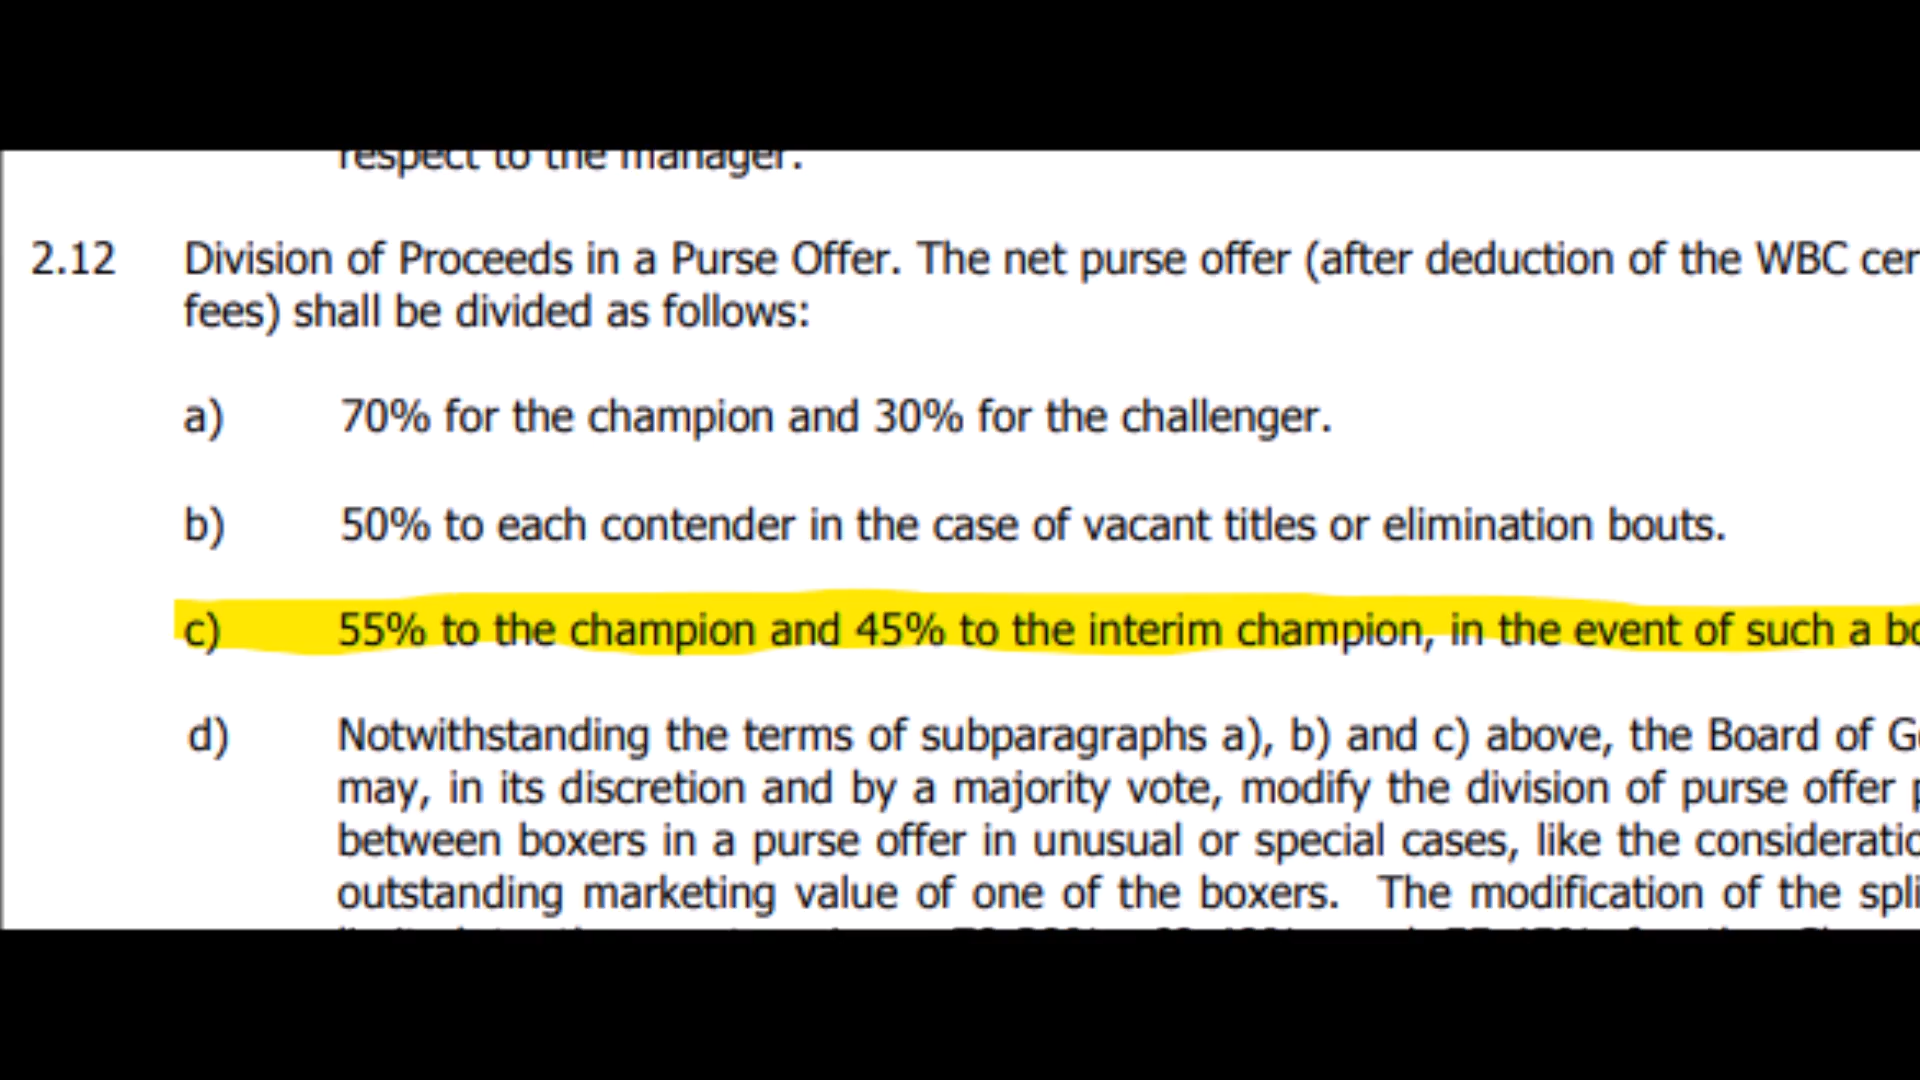 respect to the manager.
2.12 Division of Proceeds in a Purse Offer. The net purse offer (after deduction of the WBC
fees) shall be divided as follows:
a) 70% for the champion and 30% for the challenger.
b) 50% to each contender in the case of vacant titles or elimination bouts.
c) 55% to the champion and 45% to the interim champion, in the event of such a
d) Notwithstanding the terms of subparagraphs a), b) and c) above, the Board of
may, in its discretion and by a majority vote, modify the division of purse offer
between boxers in a purse offer in unusual or special cases, like the
outstanding marketing value of one of the boxers. The modification of the